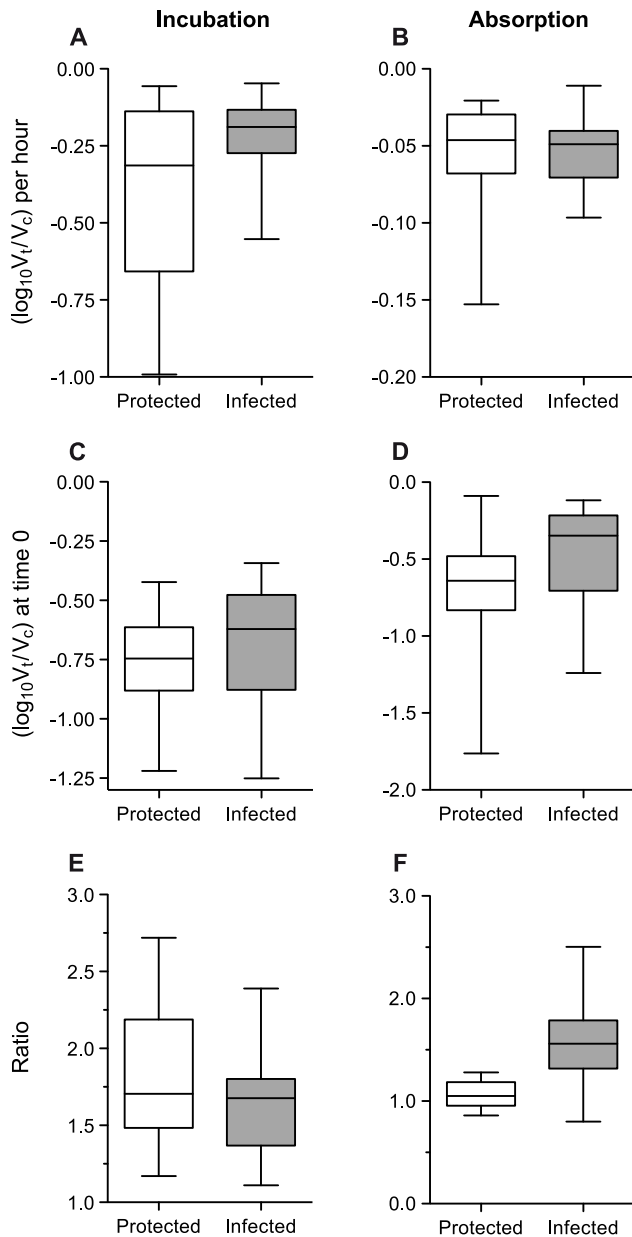 Incubation
Absorption
A
B
(log10Vt/Vc) per hour
0.00
-0.25
-0.50
-0.75
-1.00
Protected Infected
0.00
-0.05
-0.10
-0.15
-0.20
Protected Infected
C
D
(log10Vt/Vc) at time 0
0.00
-0.25
-0.50
-0.75
-1.00
-1.25
Protected Infected
0.0
-0.5
-1.0
-1.5
-2.0
Protected Infected
E
F
Ratio
3.0
2.5
2.0
1.5
1.0
Protected Infected
3.0
2.0
1.0
0.0
Protected Infected